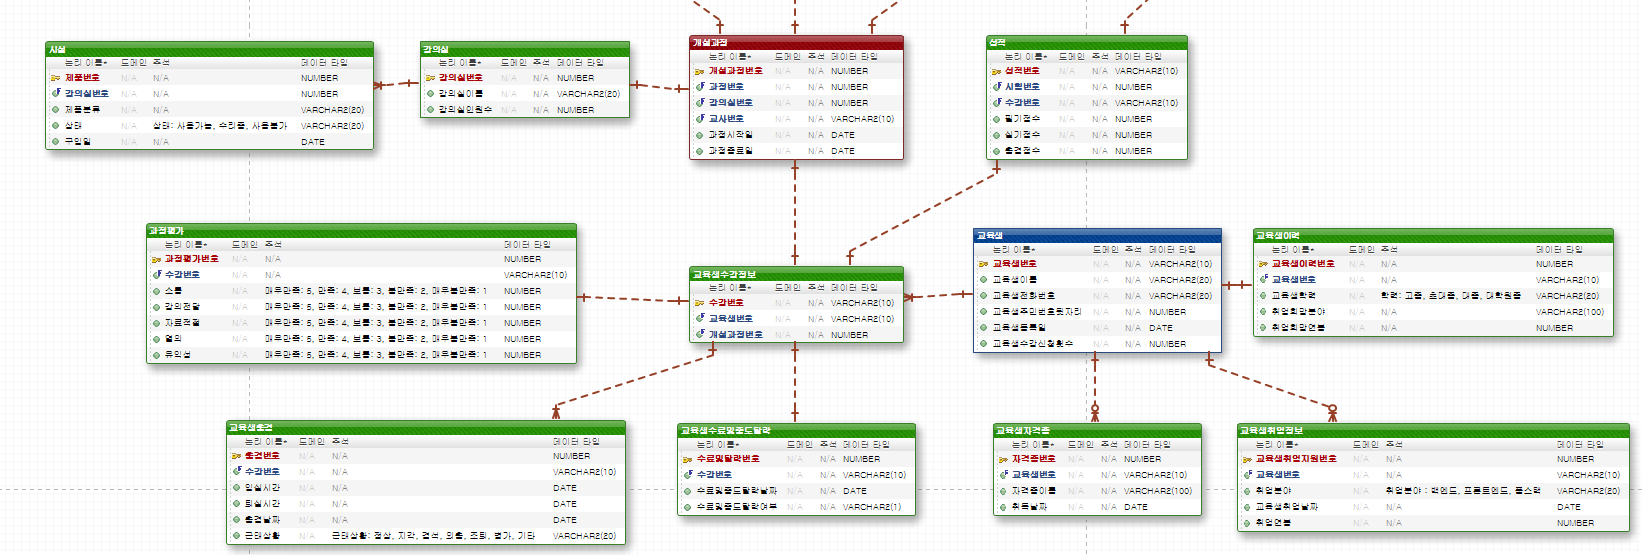 시설
논리 이름* 도메인 주석 데이터 타입
제품번호 N/A N/A NUMBER
강의실번호 N/A N/A NUMBER
제품분류 N/A N/A VARCHAR2(20)
상태 N/A 상태: 사용가능, 수리중, 사용불가 VARCHAR2(20)
구입일 N/A N/A DATE
강의실
논리 이름* 도메인 주석 데이터 타입
강의실번호 N/A N/A NUMBER
강의실이름 N/A N/A VARCHAR2(20)
강의실인원수 N/A N/A NUMBER
개설과정
논리 이름* 도메인 주석 데이터 타입
개설과정번호 N/A N/A NUMBER
과정번호 N/A N/A NUMBER
강의실번호 N/A N/A NUMBER
교사번호 N/A N/A VARCHAR2(10)
과정시작일 N/A N/A DATE
과정종료일 N/A N/A DATE
성적
논리 이름* 도메인 주석 데이터 타입
성적번호 N/A N/A VARCHAR2(10)
시험번호 N/A N/A NUMBER
수강번호 N/A N/A VARCHAR2(10)
필기점수 N/A N/A NUMBER
실기점수 N/A N/A NUMBER
출결점수 N/A N/A NUMBER
과정평가
논리 이름* 도메인 주석 데이터 타입
과정평가번호 N/A N/A NUMBER
수강번호 N/A N/A VARCHAR2(10)
소통 N/A 매우만족: 5, 만족: 4, 보통: 3, 불만족: 2, 매우불만족: 1 NUMBER
강의전달 N/A 매우만족: 5, 만족: 4, 보통: 3, 불만족: 2, 매우불만족: 1 NUMBER
자료적절 N/A 매우만족: 5, 만족: 4, 보통: 3, 불만족: 2, 매우불만족: 1 NUMBER
열의 N/A 매우만족: 5, 만족: 4, 보통: 3, 불만족: 2, 매우불만족: 1 NUMBER
유익성 N/A 매우만족: 5, 만족: 4, 보통: 3, 불만족: 2, 매우불만족: 1 NUMBER
교육생수강정보
논리 이름* 도메인 주석 데이터 타입
수강번호 N/A N/A VARCHAR2(10)
교육생번호 N/A N/A VARCHAR2(10)
개설과정번호 N/A N/A NUMBER
교육생
논리 이름* 도메인 주석 데이터 타입
교육생번호 N/A N/A VARCHAR2(10)
교육생이름 N/A N/A VARCHAR2(20)
교육생전화번호 N/A N/A VARCHAR2(20)
교육생주민번호뒷자리 N/A N/A NUMBER
교육생등록일 N/A N/A DATE
교육생수강신청횟수 N/A N/A NUMBER
교육생이력
논리 이름* 도메인 주석 데이터 타입
교육생이력번호 N/A N/A NUMBER
교육생번호 N/A N/A VARCHAR2(10)
교육생학력 N/A 학력: 고졸, 초대졸, 대졸, 대학원졸 VARCHAR2(20)
취업희망분야 N/A N/A VARCHAR2(100)
취업희망연봉 N/A N/A NUMBER
교육생출결
논리 이름* 도메인 주석 데이터 타입
출결번호 N/A N/A NUMBER
수강번호 N/A N/A VARCHAR2(10)
입실시간 N/A N/A DATE
퇴실시간 N/A N/A DATE
출결날짜 N/A N/A DATE
근태상황 N/A 근태상황: 정상, 지각, 결석, 외출, 조퇴, 병가, 기타 VARCHAR2(20)
교육생수료및중도탈락
논리 이름* 도메인 주석 데이터 타입
수료및탈락번호 N/A N/A NUMBER
수강번호 N/A N/A VARCHAR2(10)
수료및중도탈락날짜 N/A N/A DATE
수료및중도탈락여부 N/A N/A VARCHAR2(1)
교육생자격증
논리 이름* 도메인 주석 데이터 타입
자격증번호 N/A N/A NUMBER
교육생번호 N/A N/A VARCHAR2(10)
자격증이름 N/A N/A VARCHAR2(100)
취득날짜 N/A N/A DATE
교육생취업정보
논리 이름* 도메인 주석 데이터 타입
교육생취업지원번호 N/A N/A NUMBER
교육생번호 N/A N/A VARCHAR2(10)
취업분야 N/A 취업분야 : 백엔드, 프론트엔드, 풀스택 VARCHAR2(20)
교육생취업날짜 N/A N/A DATE
취업연봉 N/A N/A NUMBER